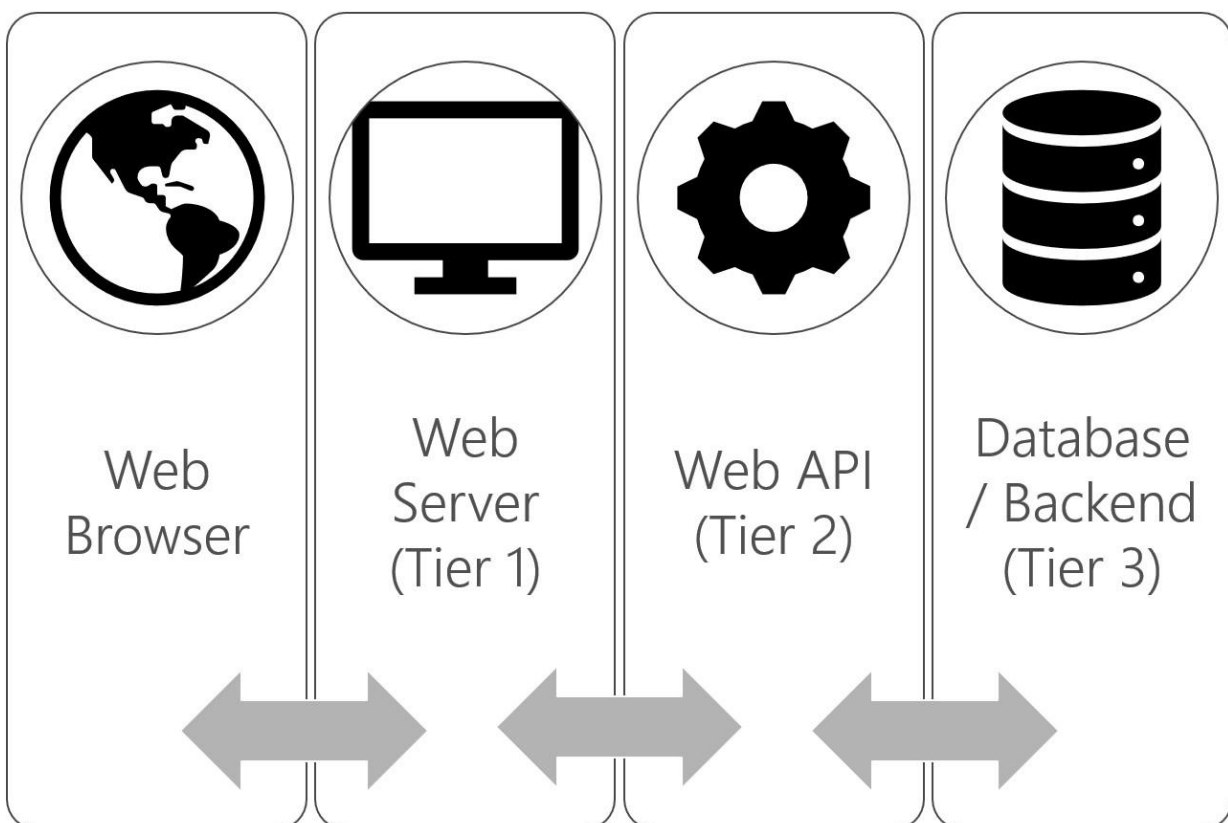 Web
Browser
Web
Server
(Tier 1)
Web API
(Tier 2)
Database
/ Backend
(Tier 3)